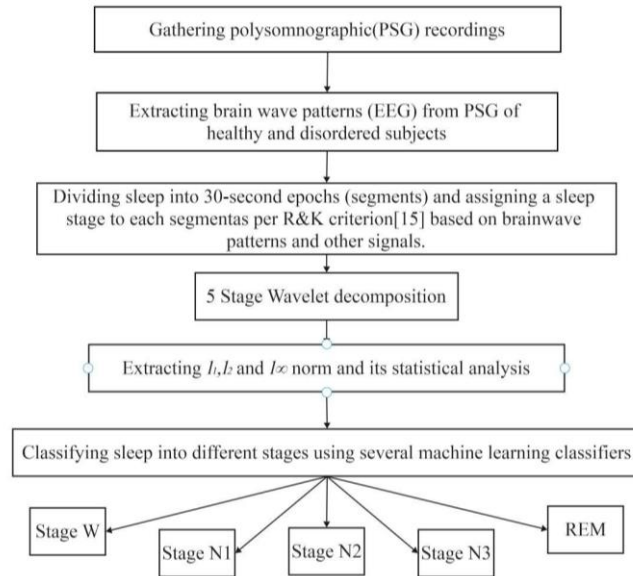 Gathering polysomnographic(PSG) recordings
Extracting brain wave patterns (EEG) from PSG of
healthy and disordered subjects
Dividing sleep into 30-second epochs (segments) and assigning a sleep
stage to each segmentas per R&K criterion[15] based on brainwave
patterns and other signals.
5 Stage Wavelet decomposition
Extracting l₁,l₂ and l∞ norm and its statistical analysis
Classifying sleep into different stages using several machine learning classifiers
Stage W
Stage N1
Stage N2
Stage N3
REM